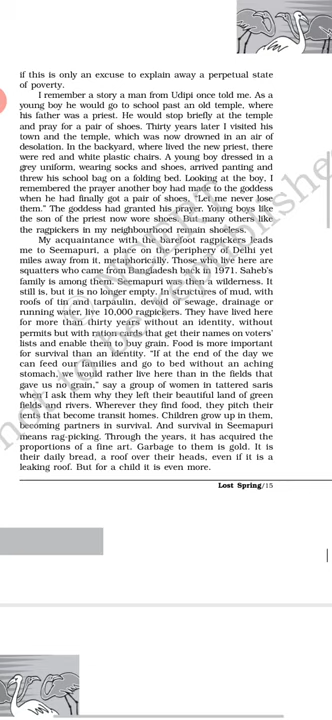 if this is only an excuse to explain away a perpetual state
of poverty.
I remember a story a man from Udipi once told me. As a
young boy he would go to school past an old temple, where
his father was a priest. He would stop briefly at the temple
and pray for a pair of shoes. Thirty years later I visited his
town and the temple, which was now drowned in an air of
desolation. In the backyard, where lived the new priest, there
were red and white plastic chairs. A young boy dressed in a
grey uniform, wearing socks and shoes, arrived panting and
threw his school bag on a folding bed. Looking at the boy, I
remembered the prayer another boy had made to the goddess
when he had finally got a pair of shoes, “Let me never lose
them.” The goddess had granted his prayer. Young boys like
the son of the priest now wore shoes. But many others like
the ragpickers in my neighbourhood remain shoeless.
My acquaintance with the barefoot ragpickers leads
me to Seemapuri, a place on the periphery of Delhi yet
miles away from it, metaphorically. Those who live here are
squatters who came from Bangladesh back in 1971. Saheb’s
family is among them. Seemapuri was then a wilderness. It
still is, but it is no longer empty. In structures of mud, with
roofs of tin and tarpaulin, devoid of sewage, drainage or
running water, live 10,000 ragpickers. They have lived here
for more than thirty years without an identity, without
permits but with ration cards that get their names on voters’
lists and enable them to buy grain. Food is more important
for survival than an identity. “If at the end of the day we
can feed our families and go to bed without an aching
stomach, we would rather live here than in the fields that
gave us no grain,” say a group of women in tattered saris
when I ask them why they left their beautiful land of green
fields and rivers. Wherever they find food, they pitch their
tents that become transit homes. Children grow up in them,
becoming partners in survival. And survival in Seemapuri
means rag-picking. Through the years, it has acquired the
proportions of a fine art. Garbage to them is gold. It is
their daily bread, a roof over their heads, even if it is a
leaking roof. But for a child it is even more.
Lost Spring/15